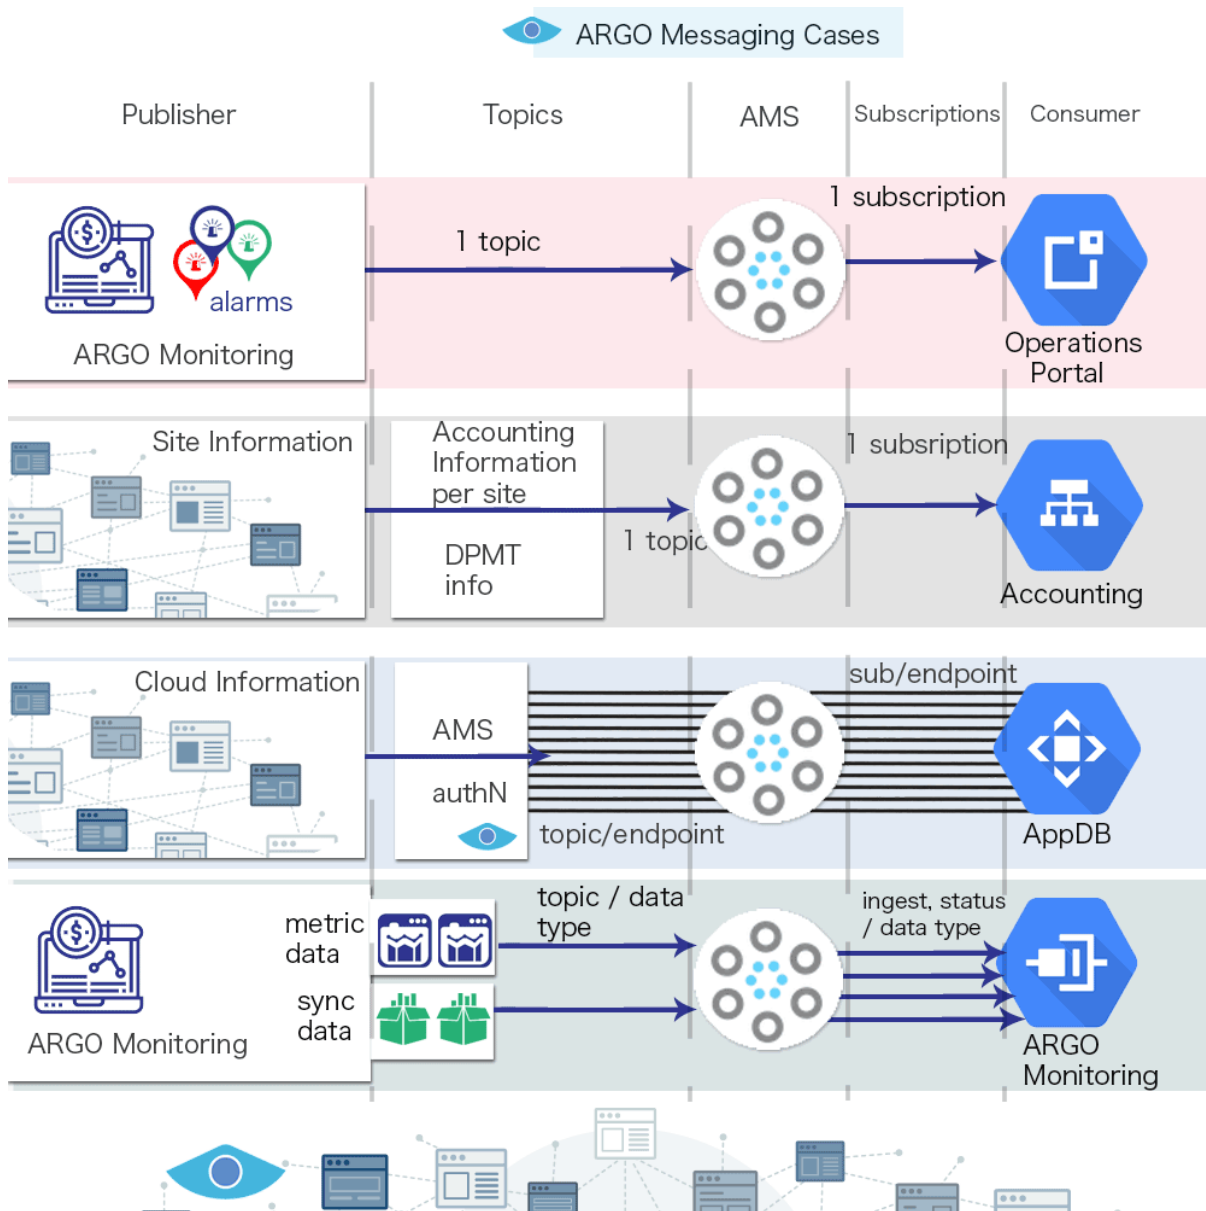 ARGO Messaging Cases
Publisher
Topics
AMS
Subscriptions
Consumer
alarms
ARGO Monitoring
1 topic
1 subscription
Operations
Portal
Site Information
Accounting
Information
per site
DPMT
info
1 topic
1 subsription
Accounting
Cloud Information
AMS
authN
topic/endpoint
sub/endpoint
AppDB
metric
data
sync
data
ARGO Monitoring
topic / data
type
ingest, status
/ data type
ARGO
Monitoring